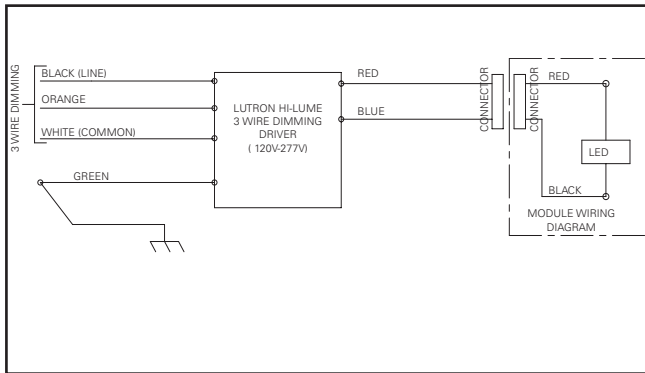 3 WIRE DIMMING
BLACK (LINE)
ORANGE
WHITE (COMMON)
GREEN
LUTRON HI-LUME
3 WIRE DIMMING
DRIVER
( 120V-277V)
RED
BLUE
CONNECTOR
CONNECTOR
RED
LED
BLACK
MODULE WIRING
DIAGRAM